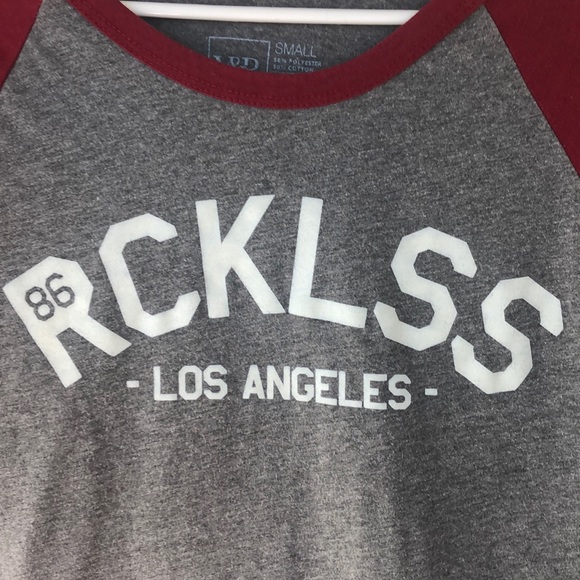 SMALL
86
RCKLSS
- LOS ANGELES -